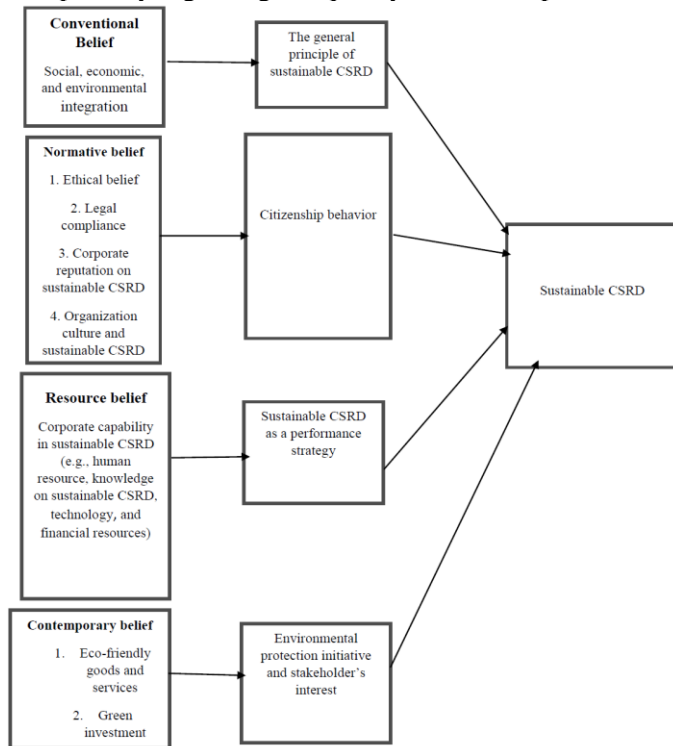 Conventional
Belief
Social, economic,
and environmental
integration
The general
principle of
sustainable CSRD
Normative belief
1. Ethical belief
2. Legal
compliance
3. Corporate
reputation on
sustainable CSRD
4. Organization
culture and
sustainable CSRD
Citizenship behavior
Sustainable CSRD
Resource belief
Corporate capability
in sustainable CSRD
(e.g., human
resource, knowledge
on sustainable CSRD,
technology, and
financial resources)
Sustainable CSRD
as a performance
strategy
Contemporary belief
1. Eco-friendly
goods and
services
2. Green
investment
Environmental
protection initiative
and stakeholder's
interest